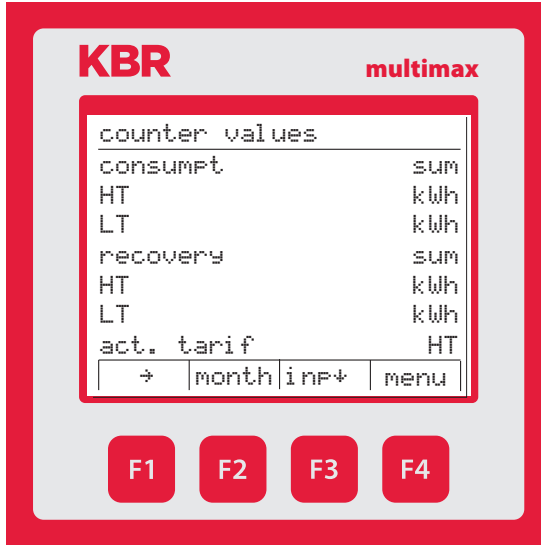 KBR multimax
counter values
consumpt sum
HT kWh
LT kWh
recovery sum
HT kWh
LT kWh
act. tarif HT
→ month inp↓ menu
F1 F2 F3 F4